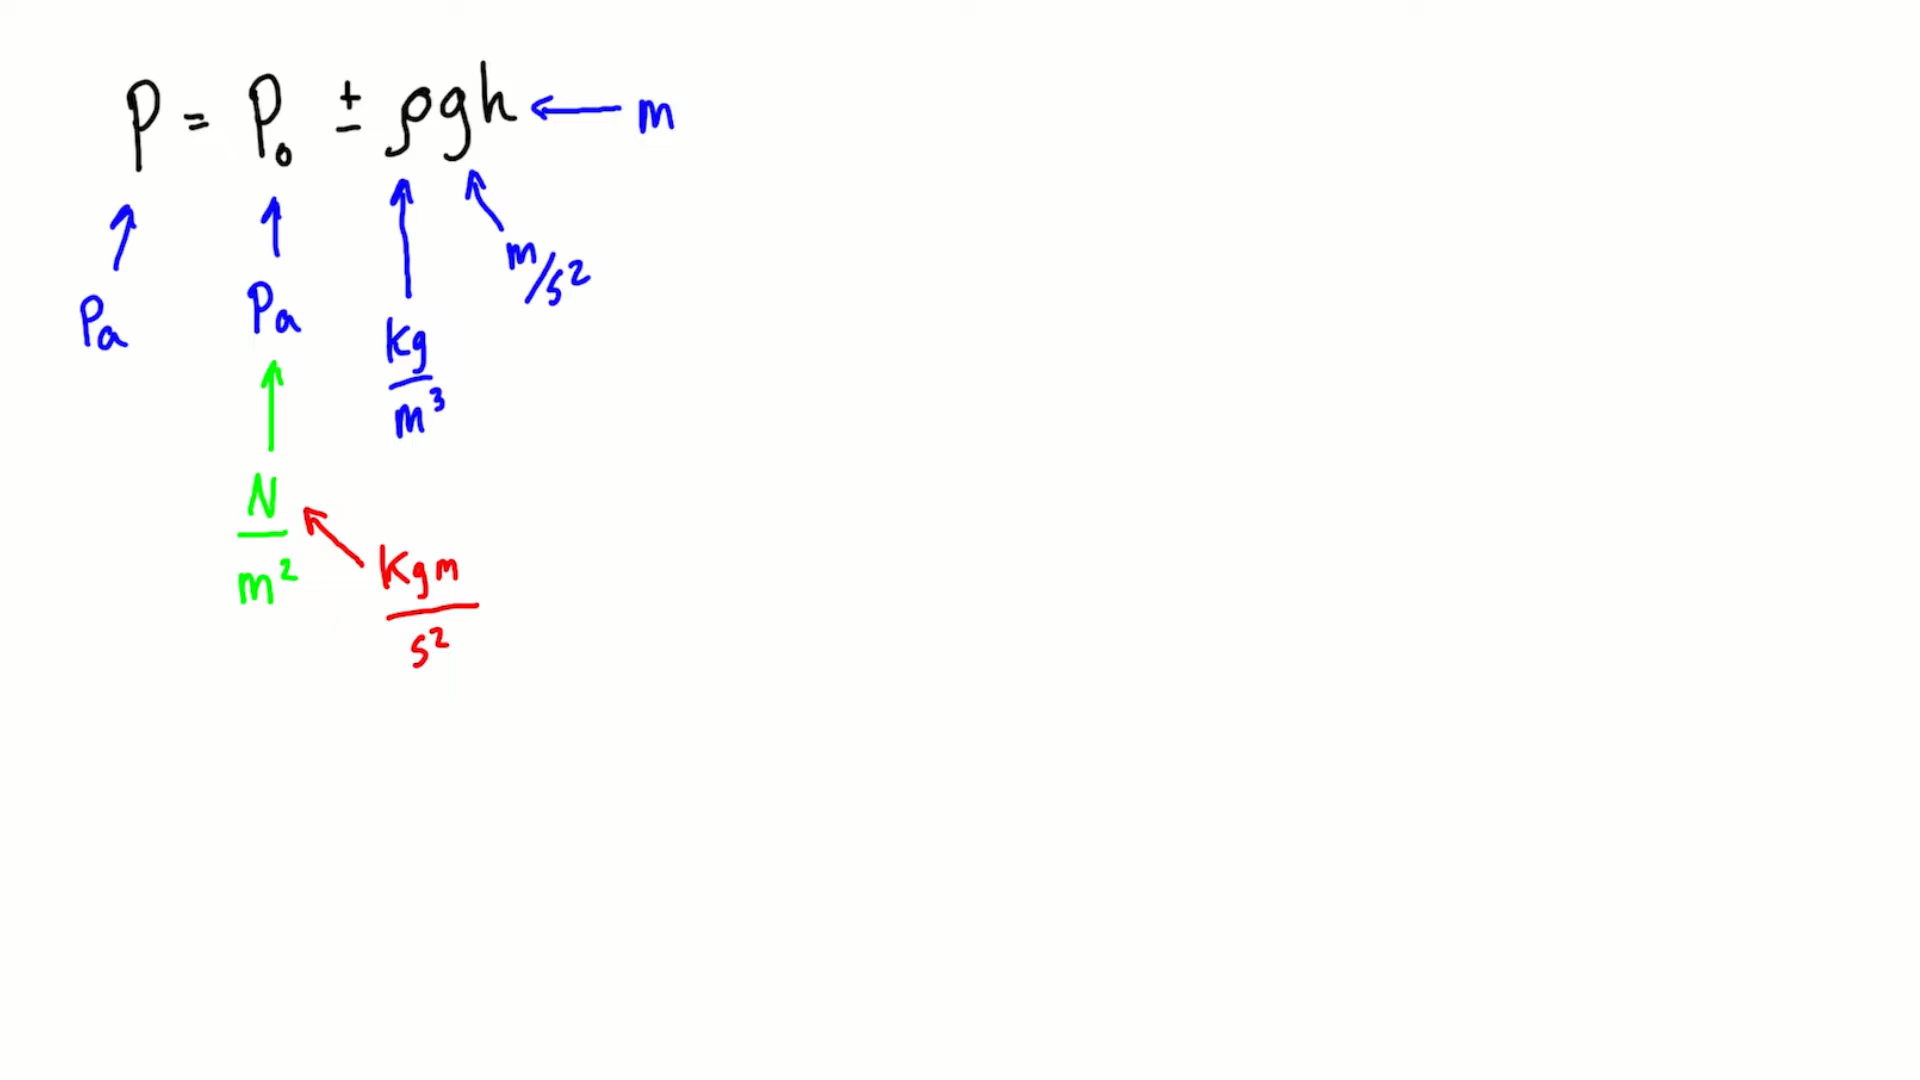 P = P₀ ± ρgh ← m
m/s²
Pa Pa kg/m³
N/m² kgm/s²